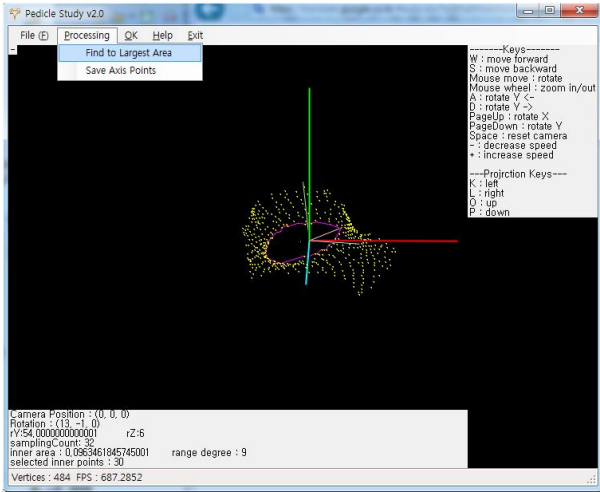 Pedicle Study v2.0
File (F) Processing OK Help Exit
Find to Largest Area
Save Axis Points
-------Keys-------
W : move forward
S : move backward
Mouse move : rotate
Mouse wheel : zoom in/out
A : rotate Y <-
D : rotate Y ->
PageUp : rotate X
PageDown : rotate Y
Space : reset camera
- : decrease speed
+ : increase speed
---Projrction Keys---
K : left
L : right
O : up
P : down
Camera Position : (0, 0, 0)
Rotation : (13, -1, 0)
rY:54,0000000000001 rZ:6
samplingCount: 32
inner area : 0,0963461845745001 range degree : 9
selected inner points : 30
Vertices : 484 FPS : 687.2852